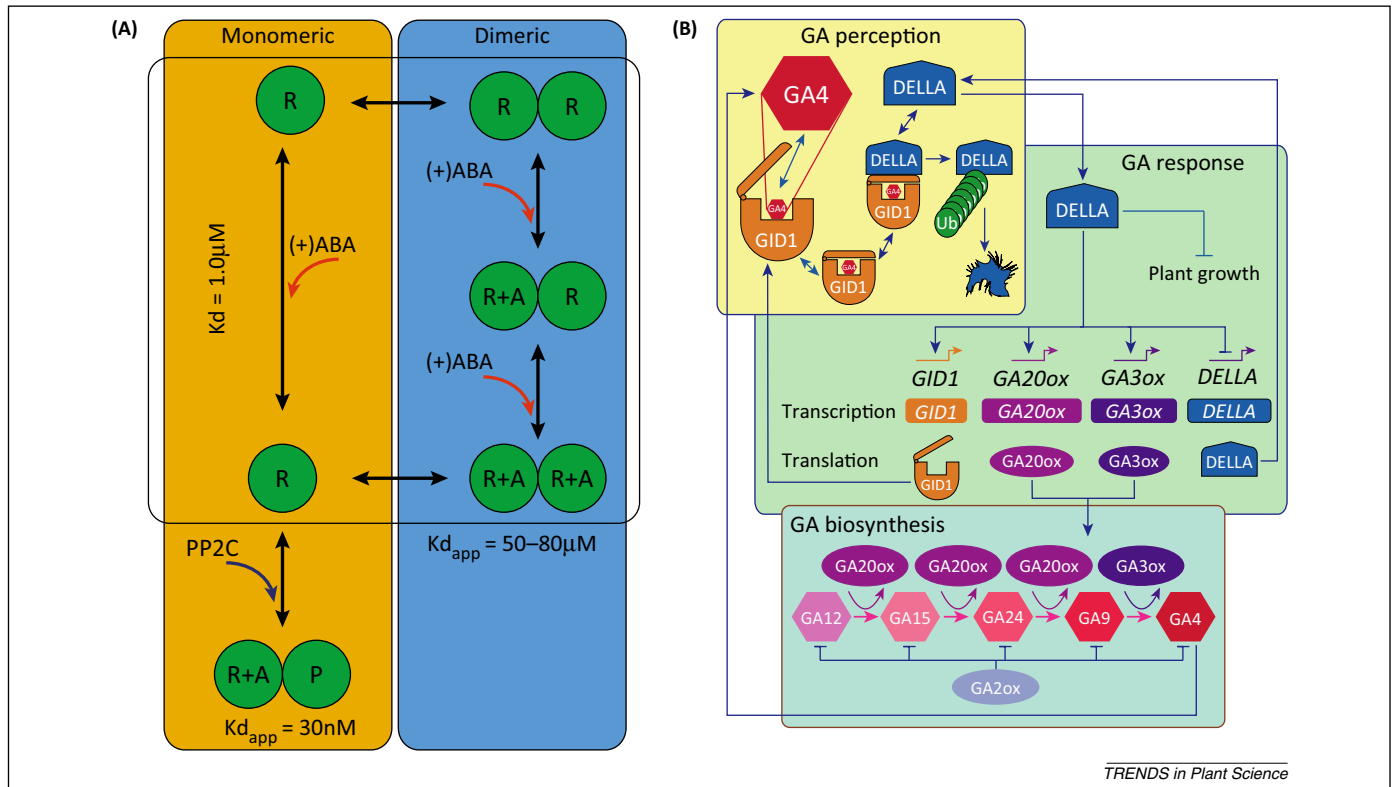 (A)
Monomeric
Dimeric
R
R
R
(+)ABA
(+)ABA
Kd = 1.0μM
R+A
R
(+)ABA
R
R+A
R+A
PP2C
Kdapp = 50–80μM
R+A
P
Kdapp = 30nM
(B)
GA perception
GA4
DELLA
DELLA
DELLA
GA4
GID1
GA4
GID1
Ub
GA4
GID1
GA response
DELLA
Plant growth
GID1
GA20ox
GA3ox
DELLA
Transcription
GID1
GA20ox
GA3ox
DELLA
Translation
GID1
GA20ox
GA3ox
DELLA
GA biosynthesis
GA20ox
GA20ox
GA20ox
GA3ox
GA12
GA15
GA24
GA9
GA4
GA2ox
TRENDS in Plant Science